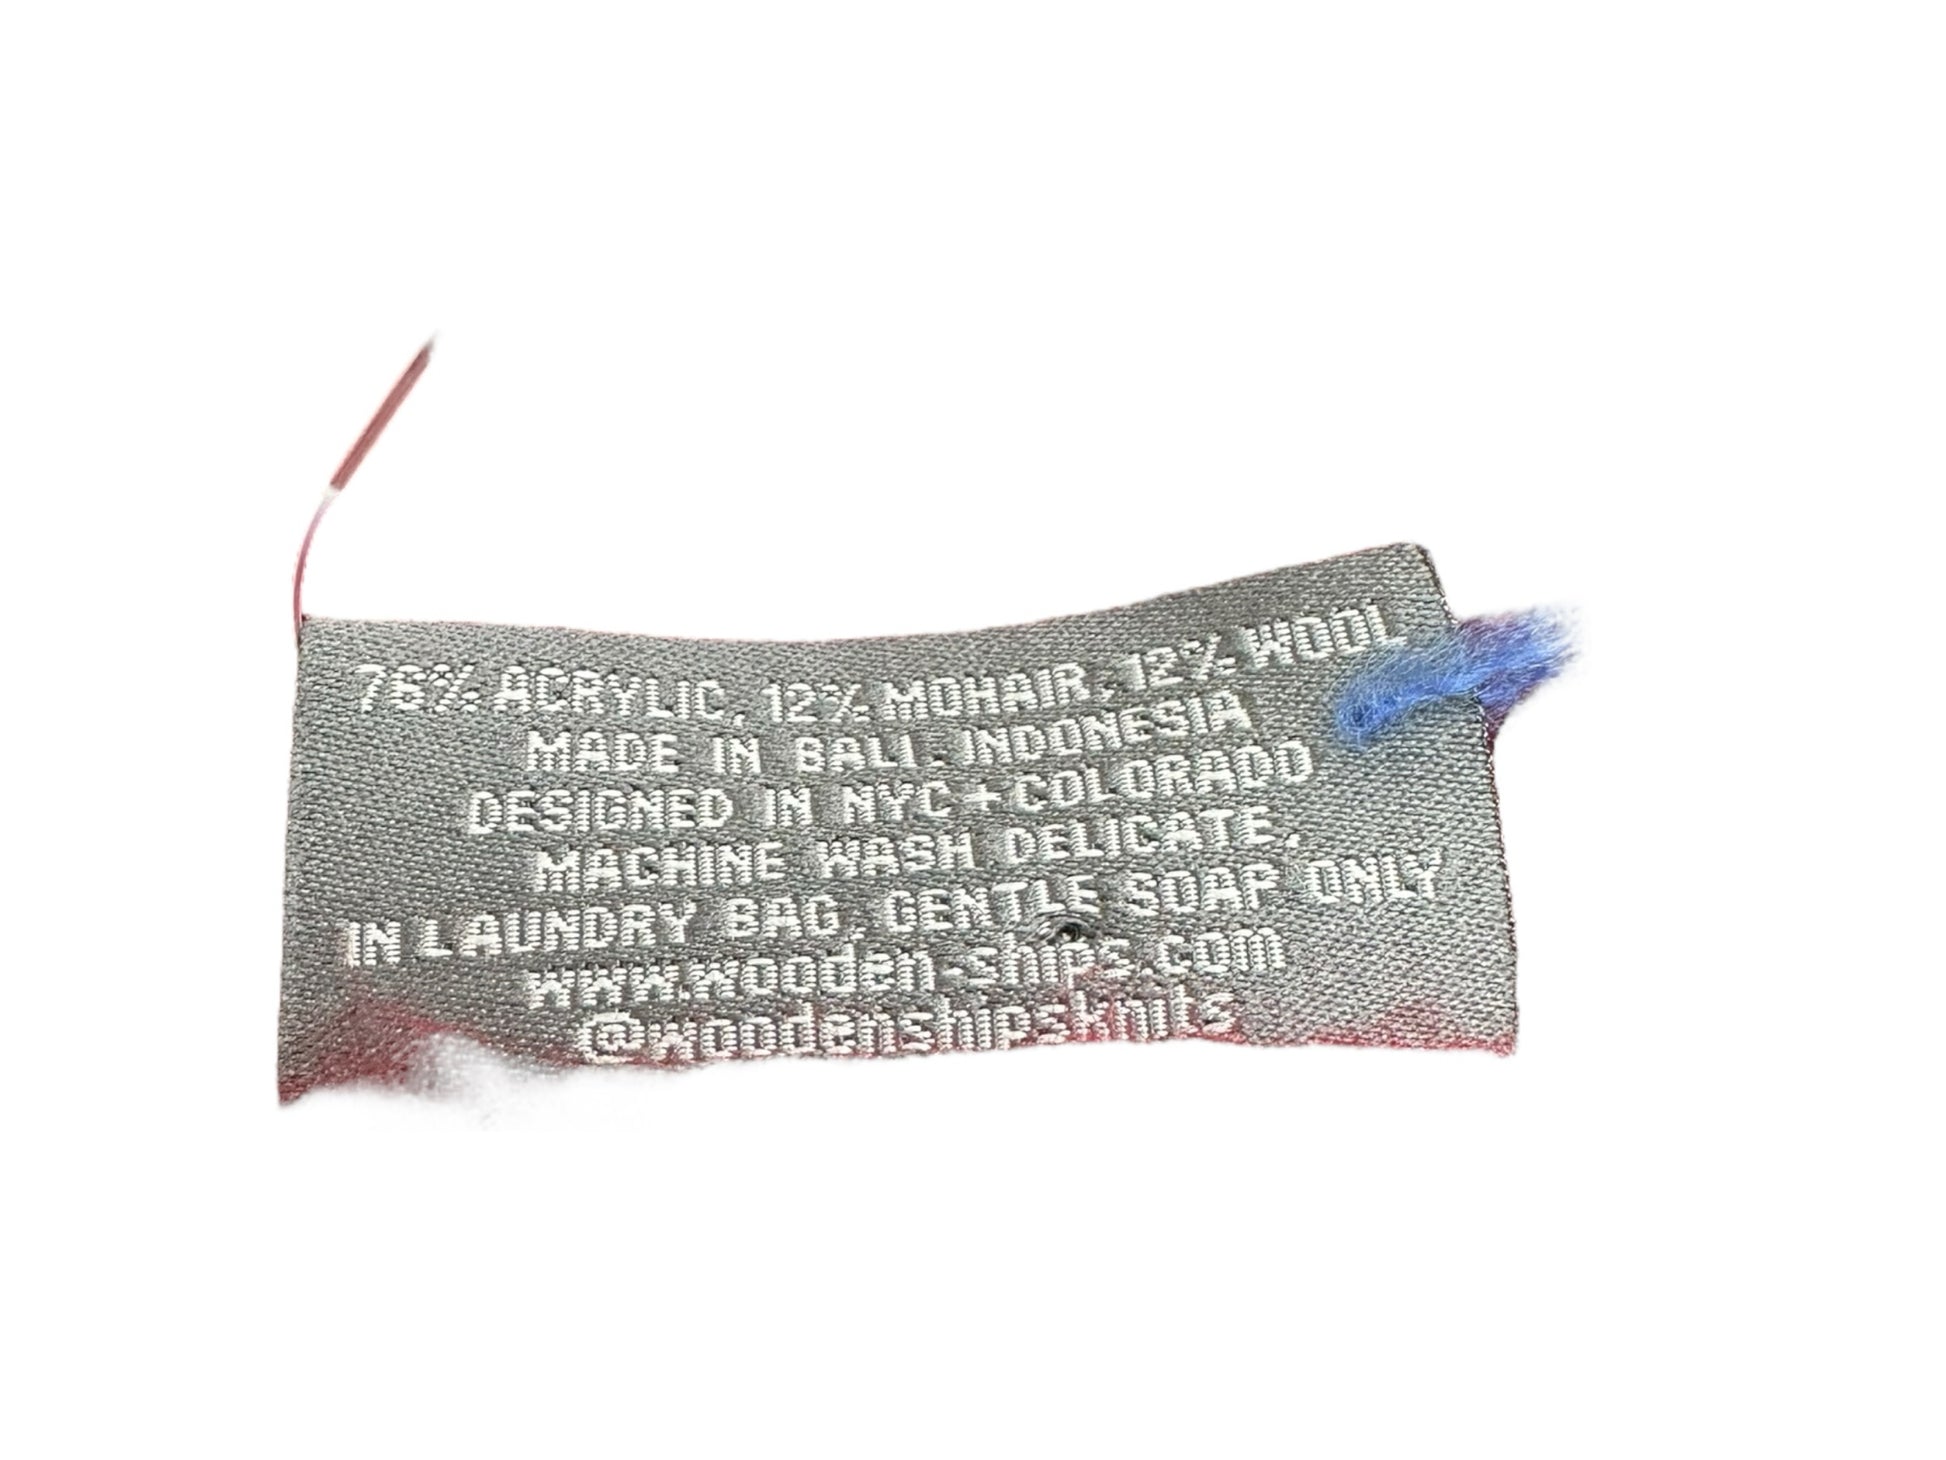 76% ACRYLIC, 12% MOHAIR, 12% WOOL
MADE IN BALI, INDONESIA
DESIGNED IN NYC + COLORADO
MACHINE WASH DELICATE,
IN LAUNDRY BAG, GENTLE SOAP ONLY
www.wooden-ships.com
@woodenshipsknits